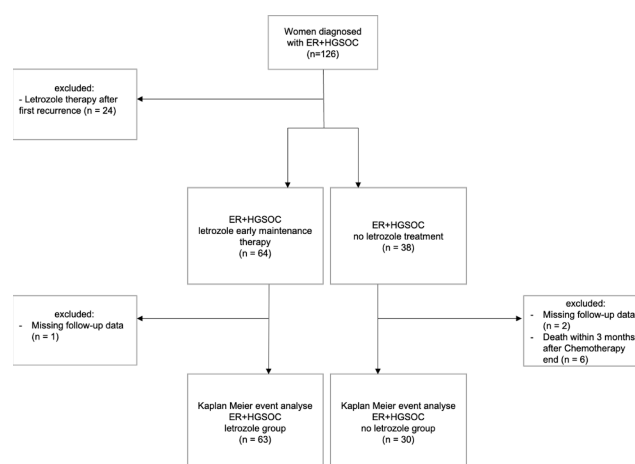 Women diagnosed
with ER+HGSOC
(n=126)
excluded:
- Letrozole therapy after
first recurrence (n = 24)
ER+HGSOC
letrozole early maintenance
therapy
(n = 64)
ER+HGSOC
no letrozole treatment
(n = 38)
excluded:
- Missing follow-up data
(n = 1)
excluded:
- Missing follow-up data
(n = 2)
- Death within 3 months
after Chemotherapy
end (n = 6)
Kaplan Meier event analyse
ER+HGSOC
letrozole group
(n = 63)
Kaplan Meier event analyse
ER+HGSOC
no letrozole group
(n = 30)